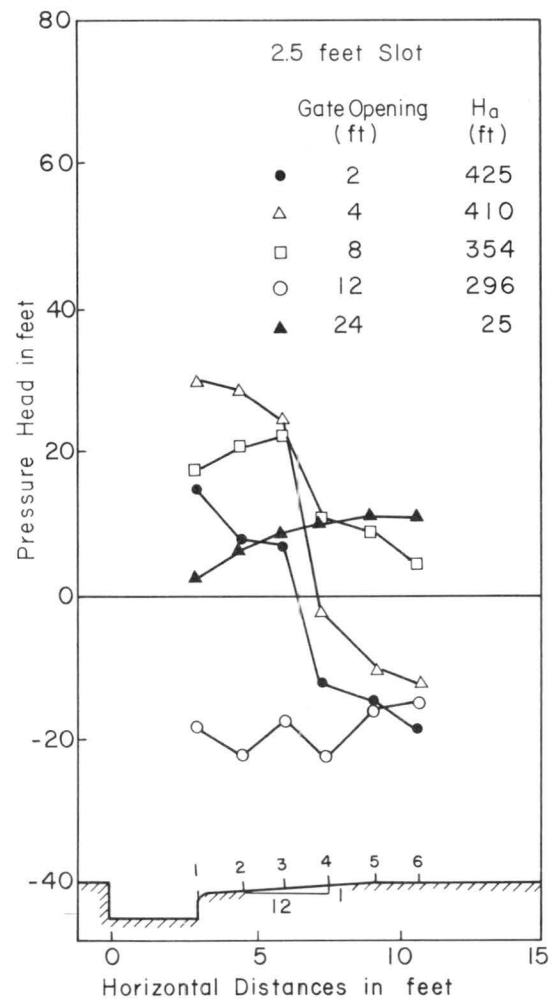 80
2.5 feet Slot
Gate Opening Ha
(ft) (ft)
60
2 425
4 410
8 354
12 296
24 25
40
20
0
-20
-40
Pressure Head in feet
1 2 3 4 5 6
12 1
0 5 10 15
Horizontal Distances in feet